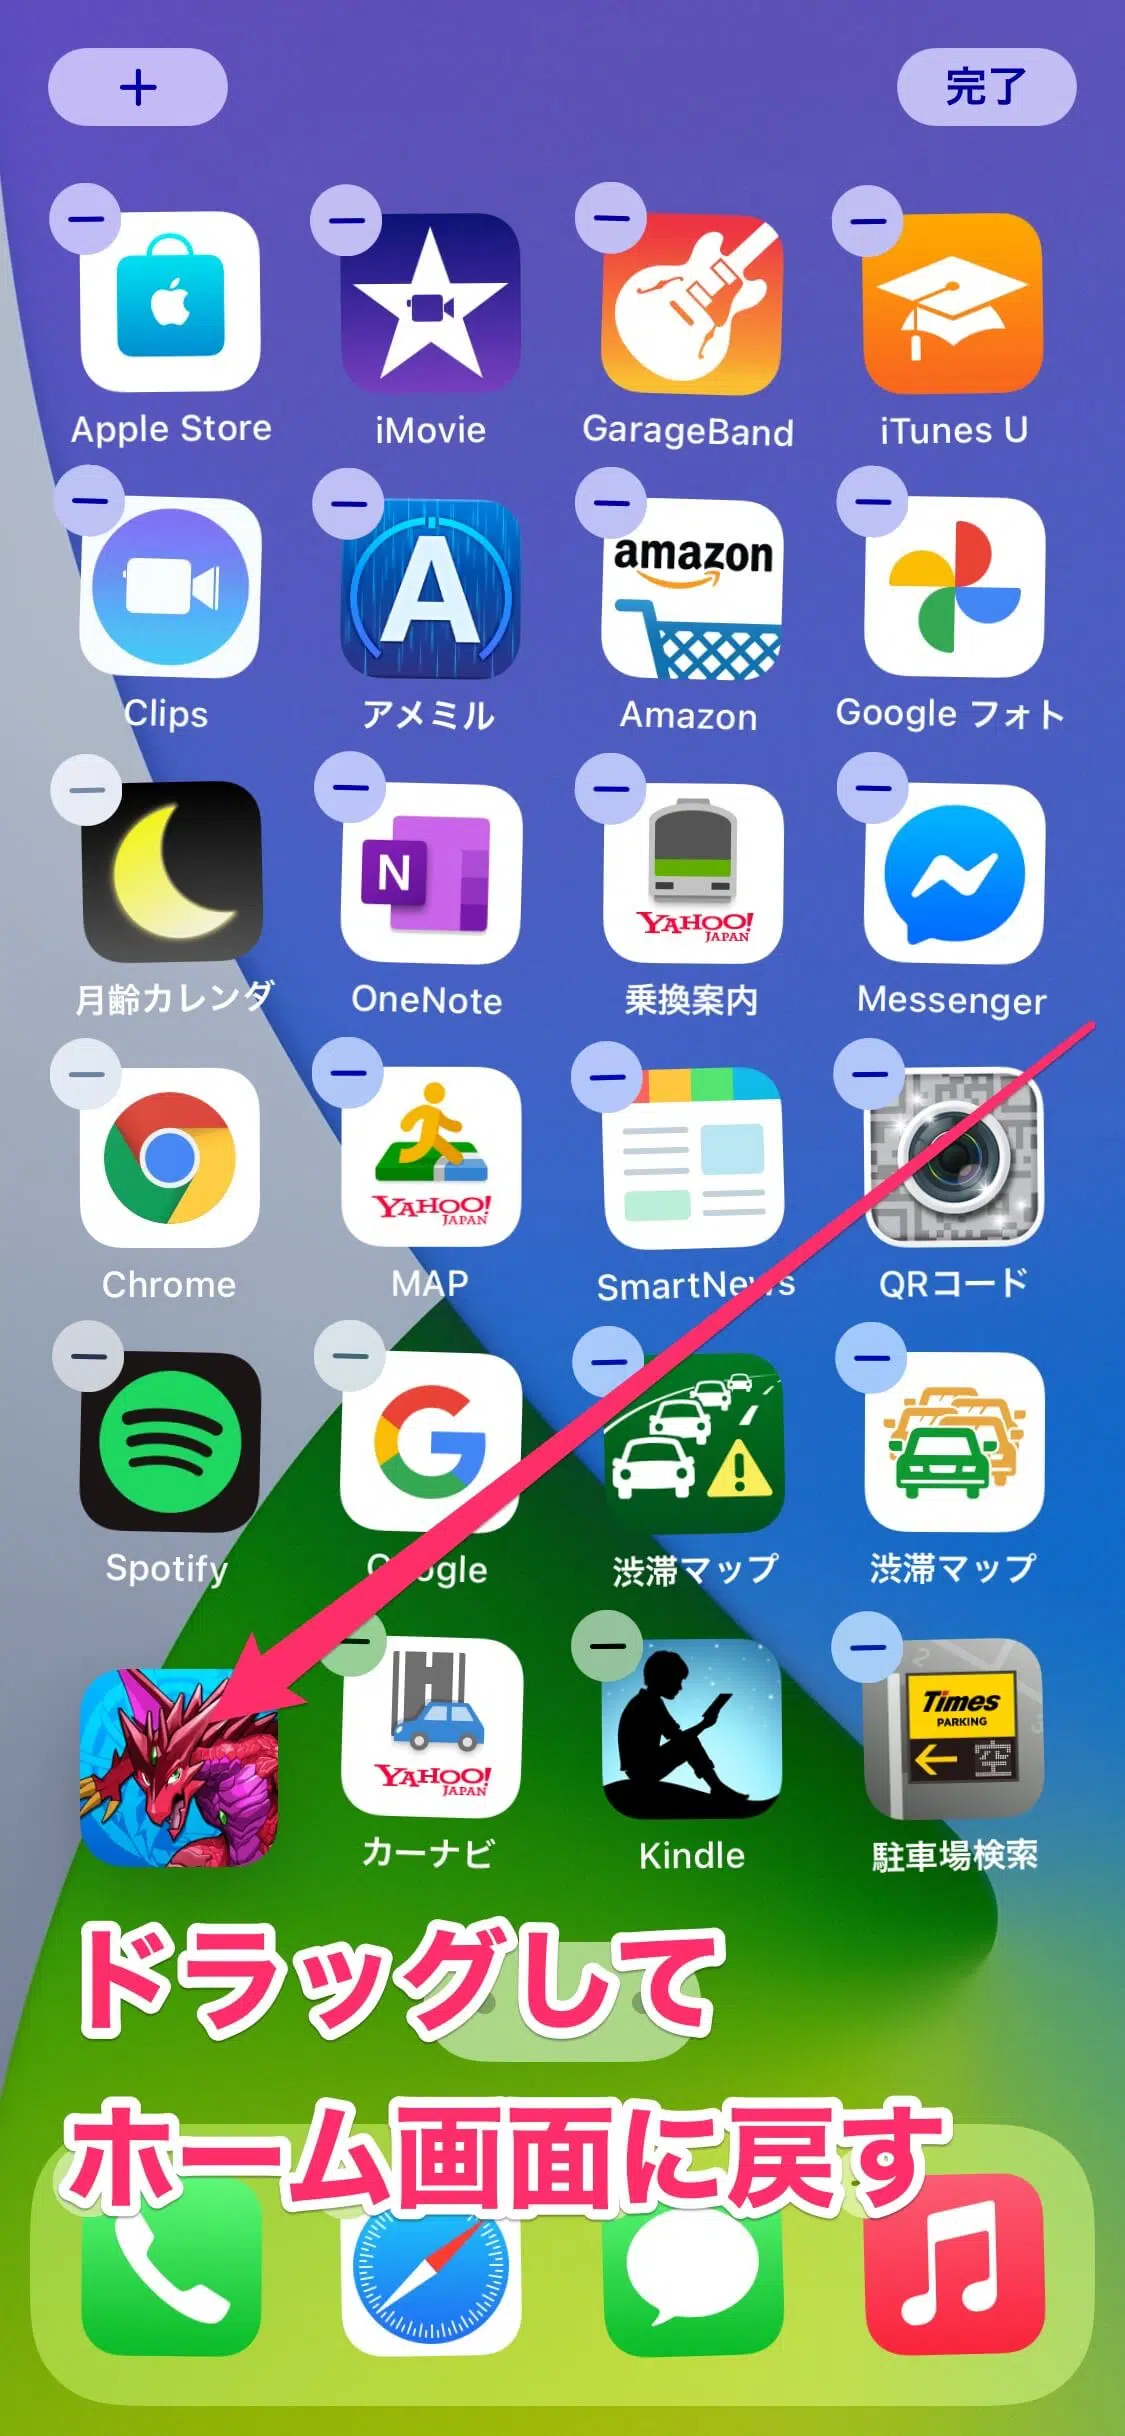 + 完了
Apple Store iMovie GarageBand iTunes U
A amazon
Clips アメミル Amazon Google フォト
N YAHOO! JAPAN
月齢カレンダ OneNote 乗換案内 Messenger
YAHOO! JAPAN
Chrome MAP SmartNews QRコード
Spotify Google 渋滞マップ 渋滞マップ
Times
PARKING
空
YAHOO! JAPAN
カーナビ Kindle 駐車場検索
ドラッグして
ホーム画面に戻す